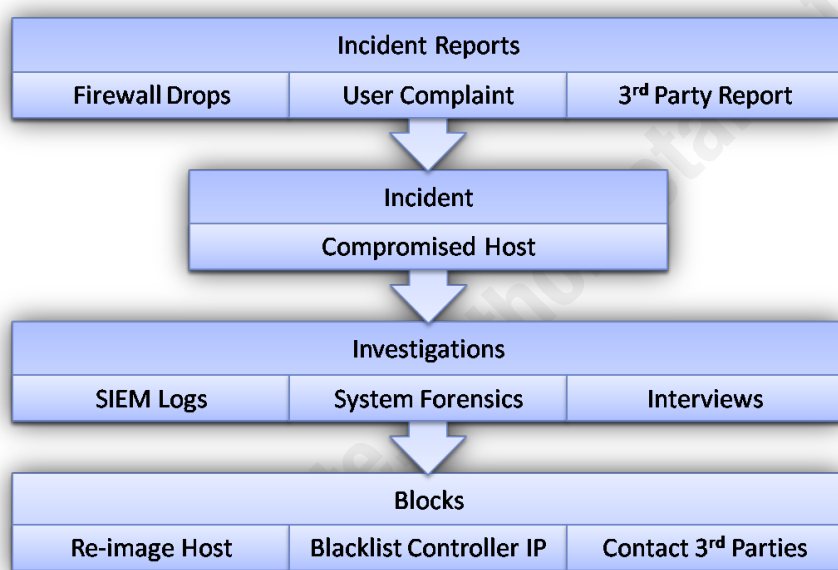 Incident Reports
Firewall Drops User Complaint 3rd Party Report
Incident
Compromised Host
Investigations
SIEM Logs System Forensics Interviews
Blocks
Re-image Host Blacklist Controller IP Contact 3rd Parties